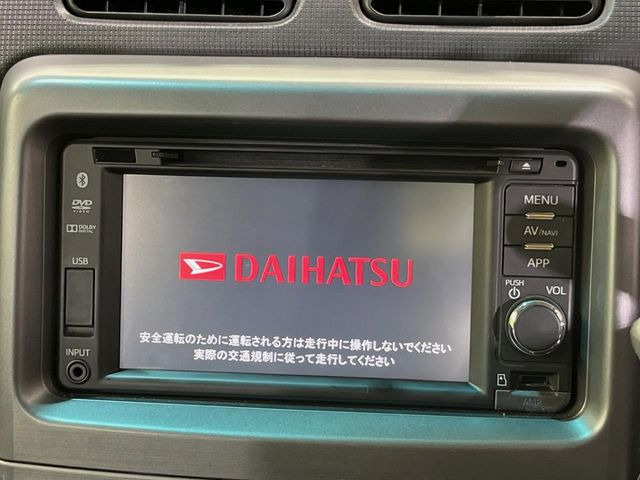 DVD
VIDEO
DOLBY
DIGITAL
USB
INPUT
DAIHATSU
安全運転のために運転される方は走行中に操作しないでください
実際の交通規制に従って走行してください
MENU
AV/NAVI
APP
PUSH
VOL
MAP